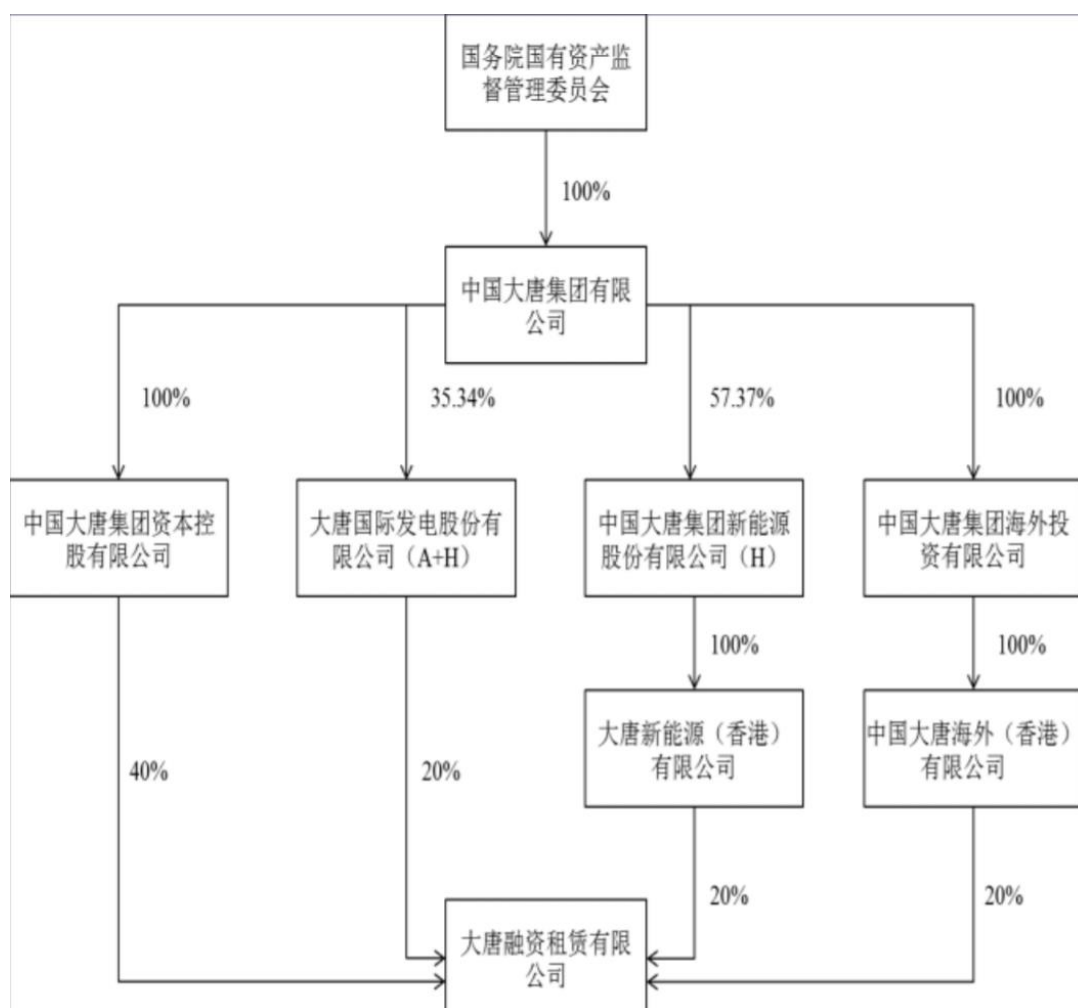 国务院国有资产监
督管理委员会
100%
中国大唐集团有限
公司
100%
35.34%
57.37%
100%
中国大唐集团资本控
股有限公司
大唐国际发电股份有
限公司（A+H）
中国大唐集团新能源
股份有限公司（H）
中国大唐集团海外投
资有限公司
100%
100%
大唐新能源（香港）
有限公司
中国大唐海外（香港）
有限公司
40%
20%
20%
20%
大唐融资租赁有限
公司